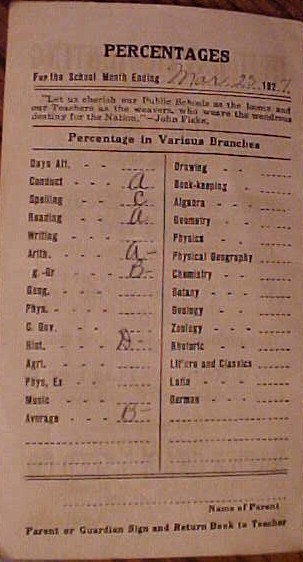 PERCENTAGES
For the School Month Ending Mar. 23. 1927.
"Let us cherish our Public Schools as the looms and
our Teachers as the weavers, who weave the wondrous
destiny for the Nation."—John Fiske.
Percentage in Various Branches
Days Att.
Conduct A
Spelling C
Reading A
Writing
Arith. A-
g.-Gr B-
Geog.
Phys.
C. Gov.
Hist. D-
Agri.
Phys, Ex
Music
Average B-
Drawing
Book-keeping
Algebra
Geometry
Physics
Physical Geography
Chemistry
Botany
Geology
Zoology
Rhetoric
Lit're and Classics
Latin
German
Name of Parent
Parent or Guardian Sign and Return Book to Teacher